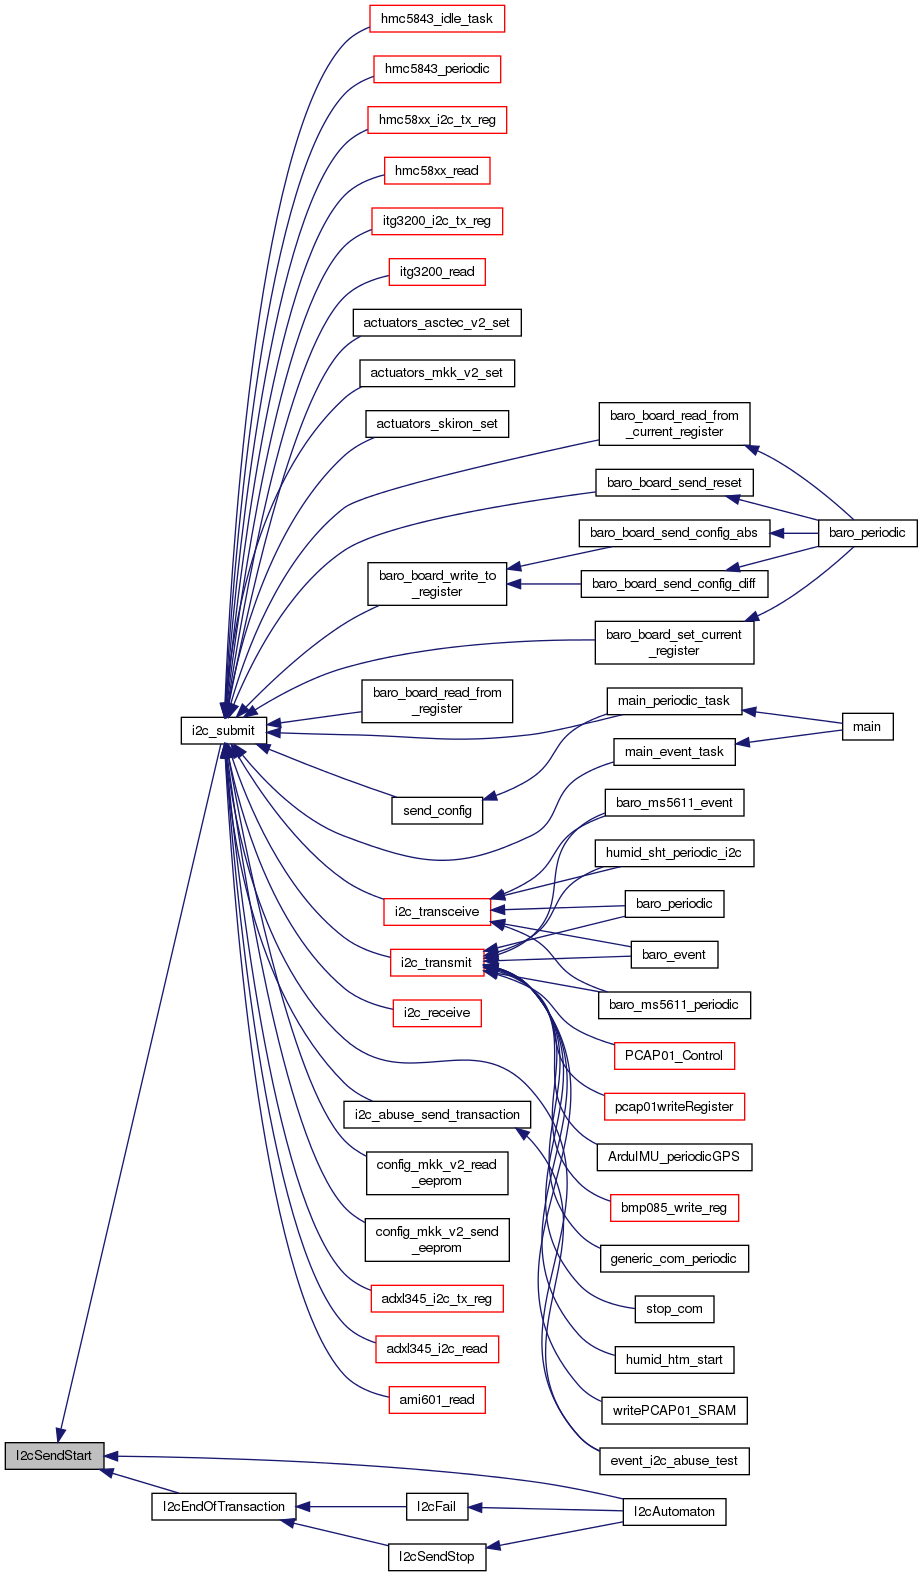 hmc5843_idle_task
hmc5843_periodic
hmc58xx_i2c_tx_reg
hmc58xx_read
itg3200_i2c_tx_reg
itg3200_read
actuators_asctec_v2_set
actuators_mkk_v2_set
actuators_skiron_set
baro_board_read_from
_current_register
baro_board_send_reset
baro_board_send_config_abs
baro_periodic
baro_board_write_to
_register
baro_board_send_config_diff
baro_board_set_current
_register
baro_board_read_from
_register
main_periodic_task
i2c_submit
main
main_event_task
send_config
baro_ms5611_event
humid_sht_periodic_i2c
i2c_transceive
baro_periodic
i2c_transmit
baro_event
baro_ms5611_periodic
i2c_receive
PCAP01_Control
pcap01writeRegister
i2c_abuse_send_transaction
ArduIMU_periodicGPS
config_mkk_v2_read
_eeprom
bmp085_write_reg
config_mkk_v2_send
_eeprom
generic_com_periodic
adxl345_i2c_tx_reg
stop_com
adxl345_i2c_read
humid_htm_start
ami601_read
writePCAP01_SRAM
I2cSendStart
event_i2c_abuse_test
I2cEndOfTransaction
I2cFail
I2cAutomaton
I2cSendStop